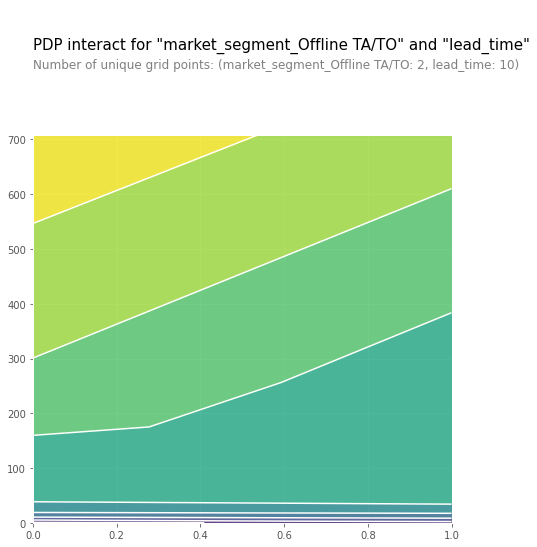 PDP interact for "market_segment_Offline TA/TO" and "lead_time"
Number of unique grid points: (market_segment_Offline TA/TO: 2, lead_time: 10)
700
600
500
400
300
200
100
0
0.0 0.2 0.4 0.6 0.8 1.0